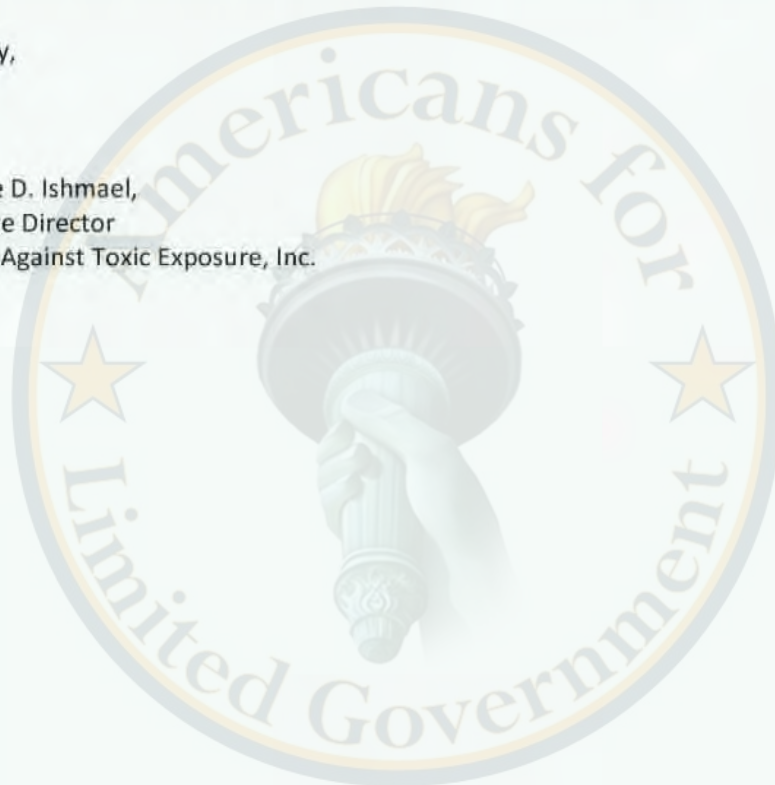 y,
e D. Ishmael,
e Director
Against Toxic Exposure, Inc.
Americans for
Limited Government